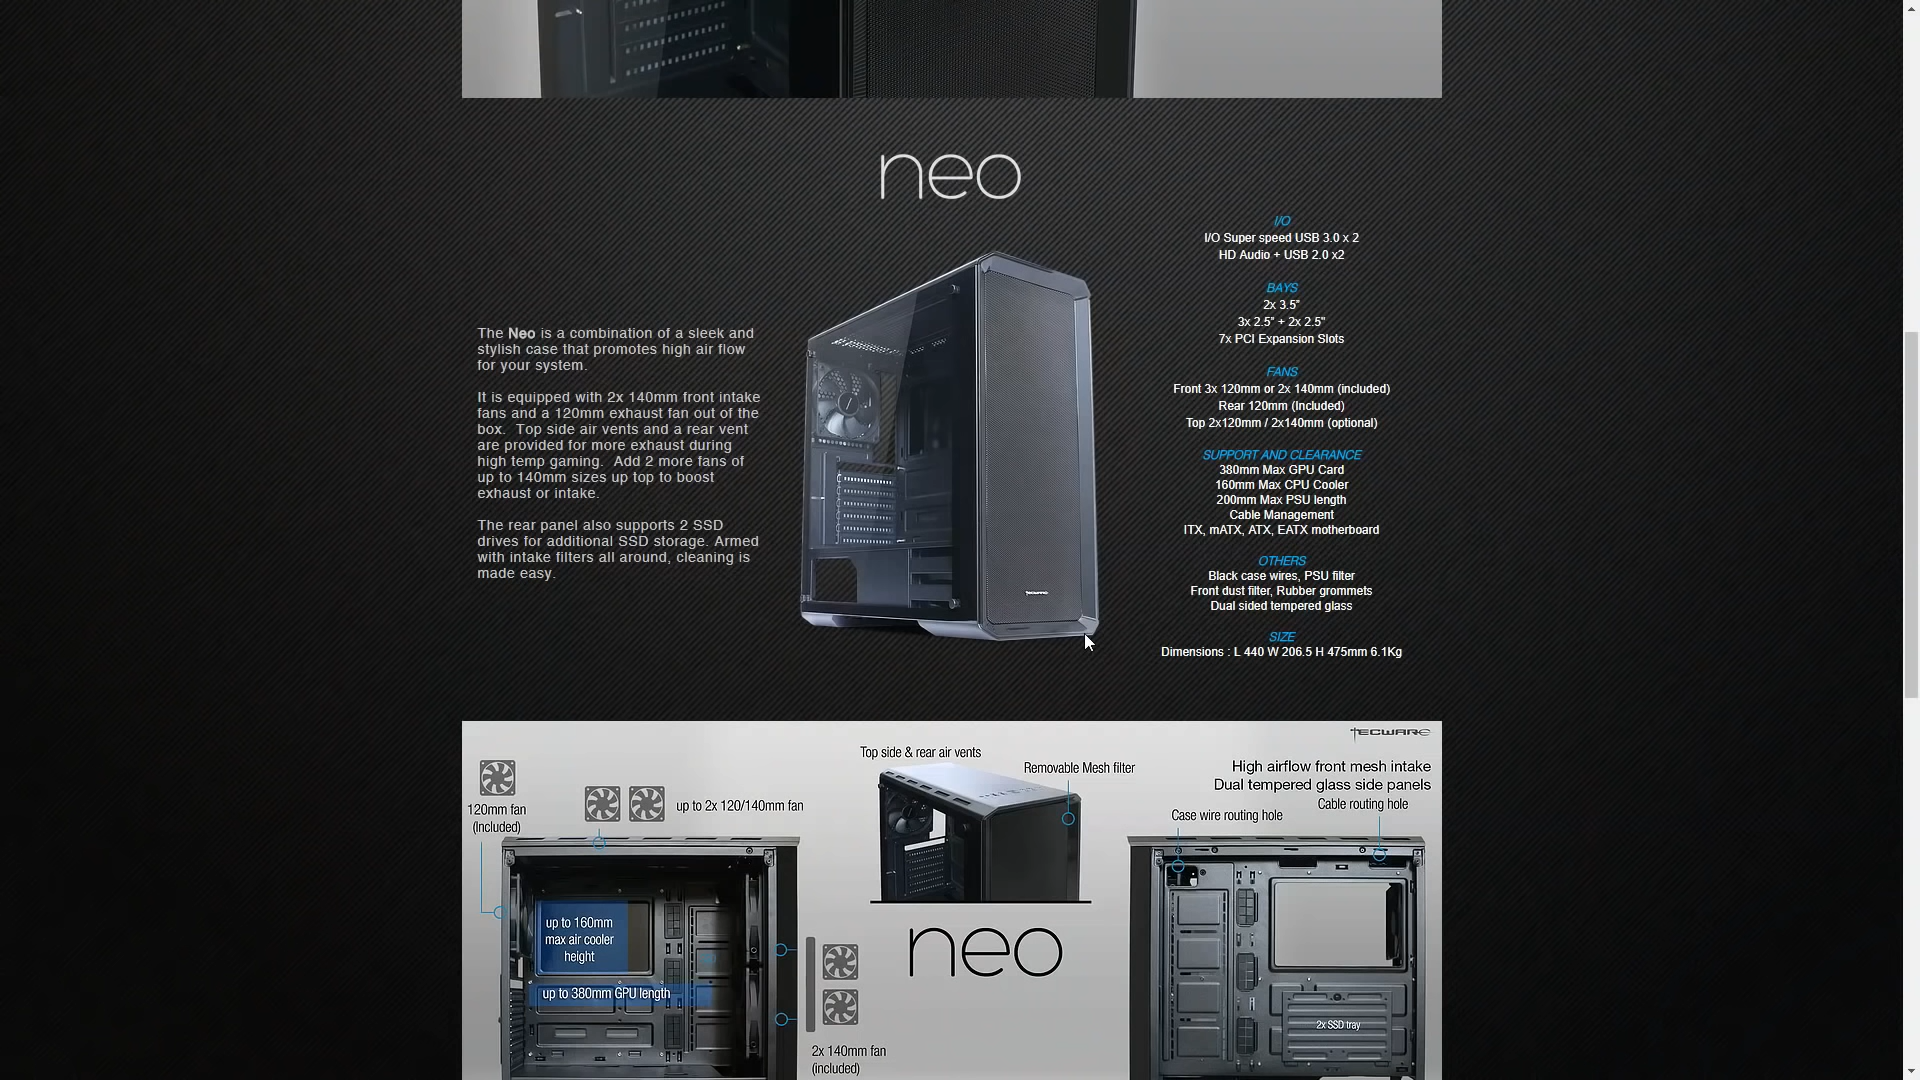 neo
The Neo is a combination of a sleek and
stylish case that promotes high air flow
for your system.
It is equipped with 2x 140mm front intake
fans and a 120mm exhaust fan out of the
box. Top side air vents and a rear vent
are provided for more exhaust during
high temp gaming. Add 2 more fans of
up to 140mm sizes up top to boost
exhaust or intake.
The rear panel also supports 2 SSD
drives for additional SSD storage. Armed
with intake filters all around, cleaning is
made easy.
TECWARE
I/O
I/O Super speed USB 3.0 x 2
HD Audio + USB 2.0 x2
BAYS
2x 3.5"
3x 2.5" + 2x 2.5"
7x PCI Expansion Slots
FANS
Front 3x 120mm or 2x 140mm (included)
Rear 120mm (Included)
Top 2x120mm / 2x140mm (optional)
SUPPORT AND CLEARANCE
380mm Max GPU Card
160mm Max CPU Cooler
200mm Max PSU length
Cable Management
ITX, mATX, ATX, EATX motherboard
OTHERS
Black case wires, PSU filter
Front dust filter, Rubber grommets
Dual sided tempered glass
SIZE
Dimensions : L 440 W 206.5 H 475mm 6.1Kg
TECWARE
120mm fan
(Included)
up to 2x 120/140mm fan
up to 160mm
max air cooler
height
up to 380mm GPU length
2x 140mm fan
(included)
Top side & rear air vents
Removable Mesh filter
neo
High airflow front mesh intake
Dual tempered glass side panels
Cable routing hole
Case wire routing hole
2x SSD tray